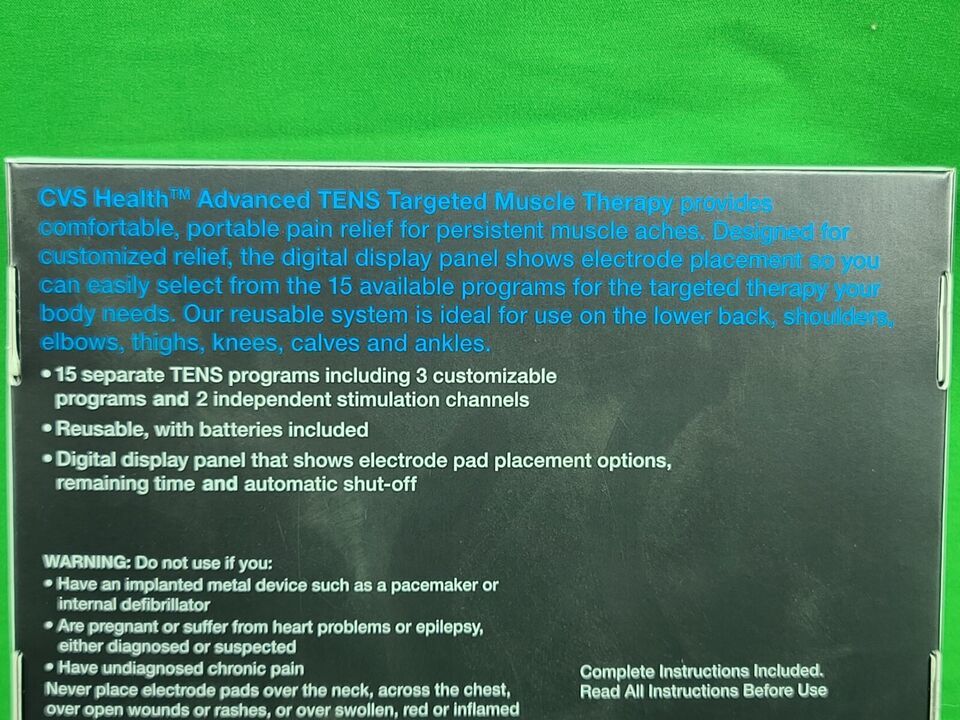 CVS Health™ Advanced TENS Targeted Muscle Therapy provides
comfortable, portable pain relief for persistent muscle aches. Designed for
customized relief, the digital display panel shows electrode placement so you
can easily select from the 15 available programs for the targeted therapy your
body needs. Our reusable system is ideal for use on the lower back, shoulders,
elbows, thighs, knees, calves and ankles.
• 15 separate TENS programs including 3 customizable
programs and 2 independent stimulation channels
• Reusable, with batteries included
• Digital display panel that shows electrode pad placement options,
remaining time and automatic shut-off
WARNING: Do not use if you:
• Have an implanted metal device such as a pacemaker or
internal defibrillator
• Are pregnant or suffer from heart problems or epilepsy,
either diagnosed or suspected
• Have undiagnosed chronic pain
Never place electrode pads over the neck, across the chest,
over open wounds or rashes, or over swollen, red or inflamed
Complete Instructions Included.
Read All Instructions Before Use